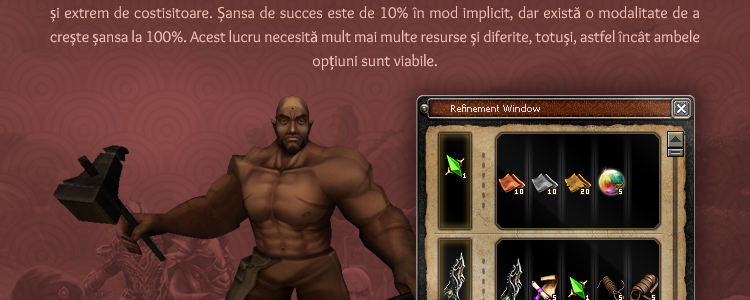 și extrem de costisitoare. Șansa de succes este de 10% în mod implicit, dar există o modalitate de a
crește șansa la 100%. Acest lucru necesită mult mai multe resurse și diferite, totuși, astfel încât ambele
opțiuni sunt viabile.
Refinement Window
1
10 10 20 5
5 1 5 5